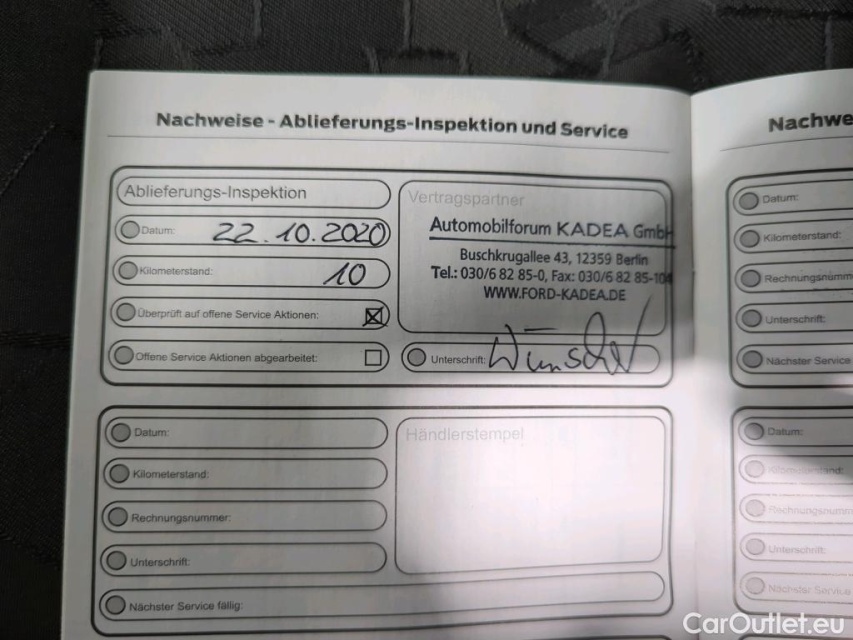 Nachweise - Ablieferungs-Inspektion und Service
Ablieferungs-Inspektion
Datum: 22.10.2020
Kilometerstand: 10
Überprüft auf offene Service Aktionen: ☒
Offene Service Aktionen abgearbeitet: ☐
Vertragspartner
Automobilforum KADEA GmbH
Buschkrugallee 43, 12359 Berlin
Tel.: 030/6 82 85-0, Fax: 030/6 82 85-104
WWW.FORD-KADEA.DE
Unterschrift:
Datum:
Kilometerstand:
Rechnungsnummer:
Unterschrift:
Nächster Service fällig:
Händlerstempel
Nachwe
Datum:
Kilometerstand:
Rechnungsnumm
Unterschrift:
Nächster Service
Datum:
Kilometerstand:
Rechnungsnumm
Unterschrift:
Nächster Service
CarOutlet.eu